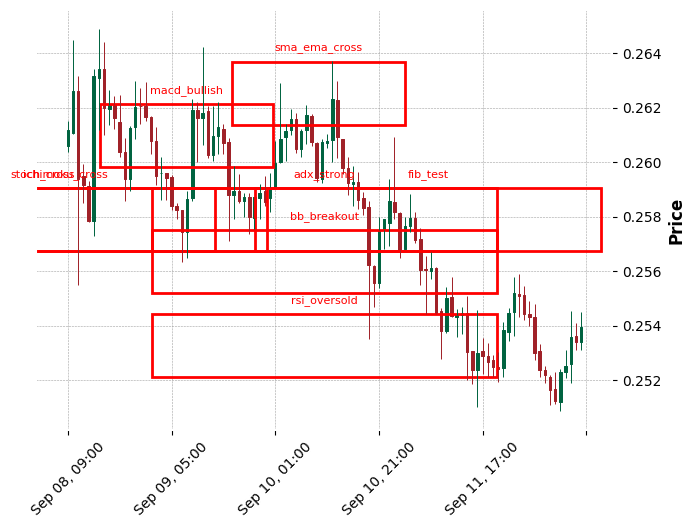 sma_ema_cross
macd_bullish
ichimoku_cross
adx_strong
fib_test
bb_breakout
rsi_oversold
0.264
0.262
0.260
0.258
0.256
0.254
0.252
Price
Sep 08, 09:00
Sep 09, 05:00
Sep 10, 01:00
Sep 10, 21:00
Sep 11, 17:00